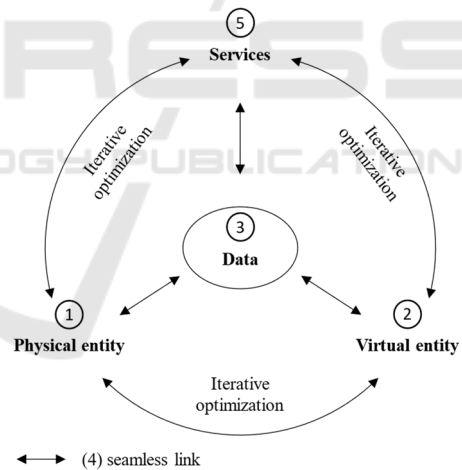 5
Services
Iterative
optimization
Iterative
optimization
3
Data
1
Physical entity
2
Virtual entity
Iterative
optimization
(4) seamless link